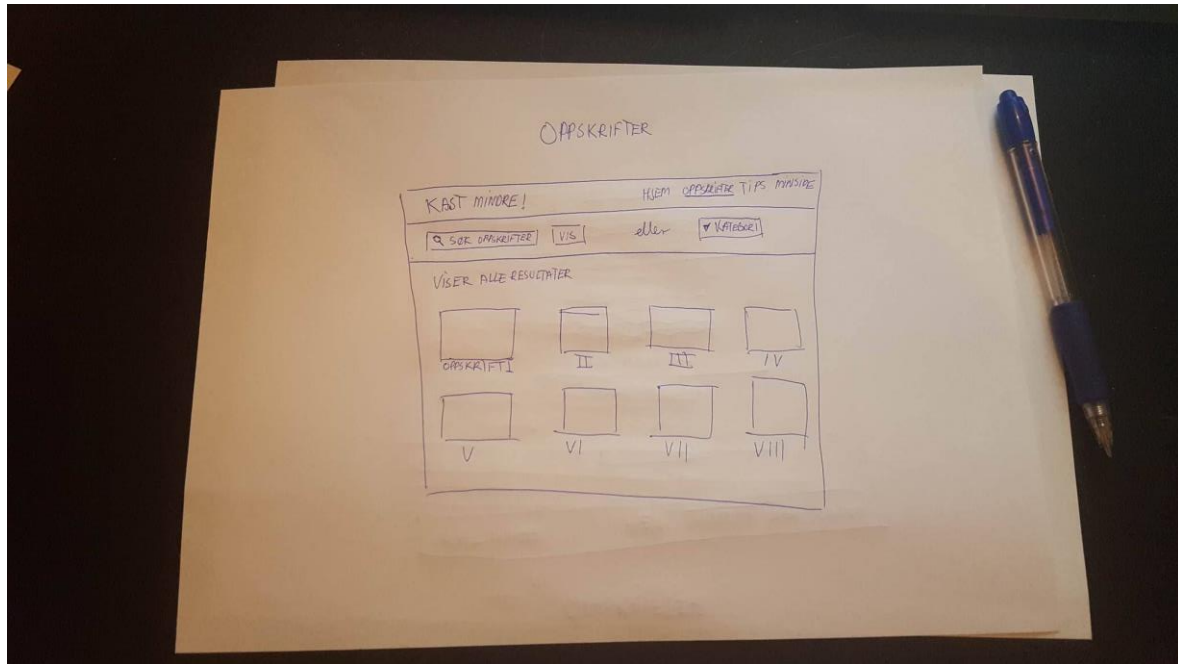 OPPSKRIFTER
KAST MINDRE! HJEM OPPSKRIFTER TIPS MINSIDE
SØK OPPSKRIFTER VIS eller KATEGORI
VISER ALLE RESULTATER
OPPSKRIFT I II III IV
V VI VII VIII